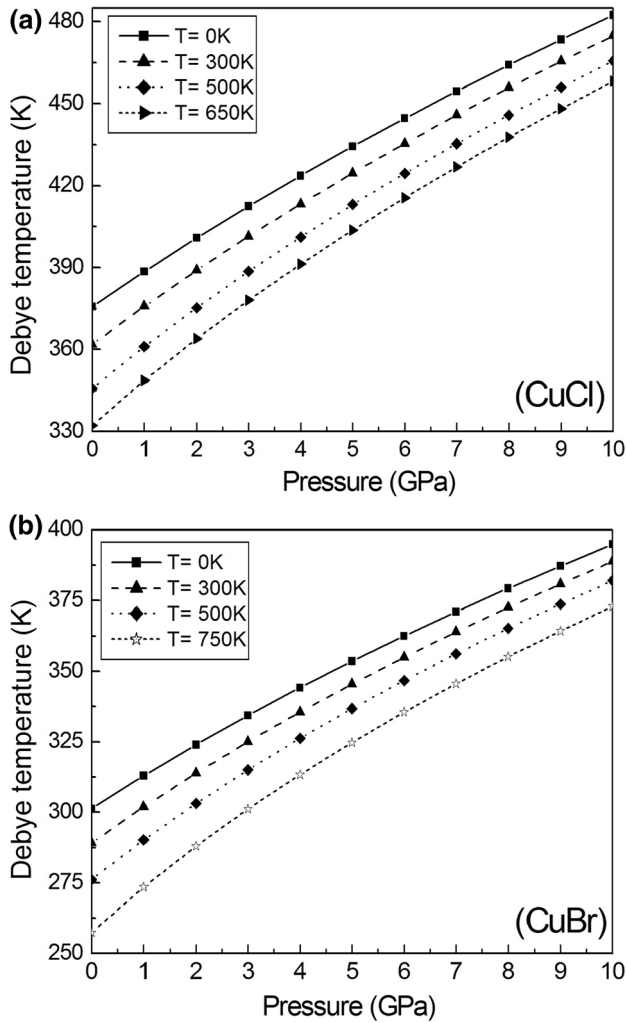 (a)
480
450
420
390
360
330
Debye temperature (K)
T= 0K
T= 300K
T= 500K
T= 650K
(CuCl)
0 1 2 3 4 5 6 7 8 9 10
Pressure (GPa)
(b)
400
375
350
325
300
275
250
Debye temperature (K)
T= 0K
T= 300K
T= 500K
T= 750K
(CuBr)
0 1 2 3 4 5 6 7 8 9 10
Pressure (GPa)